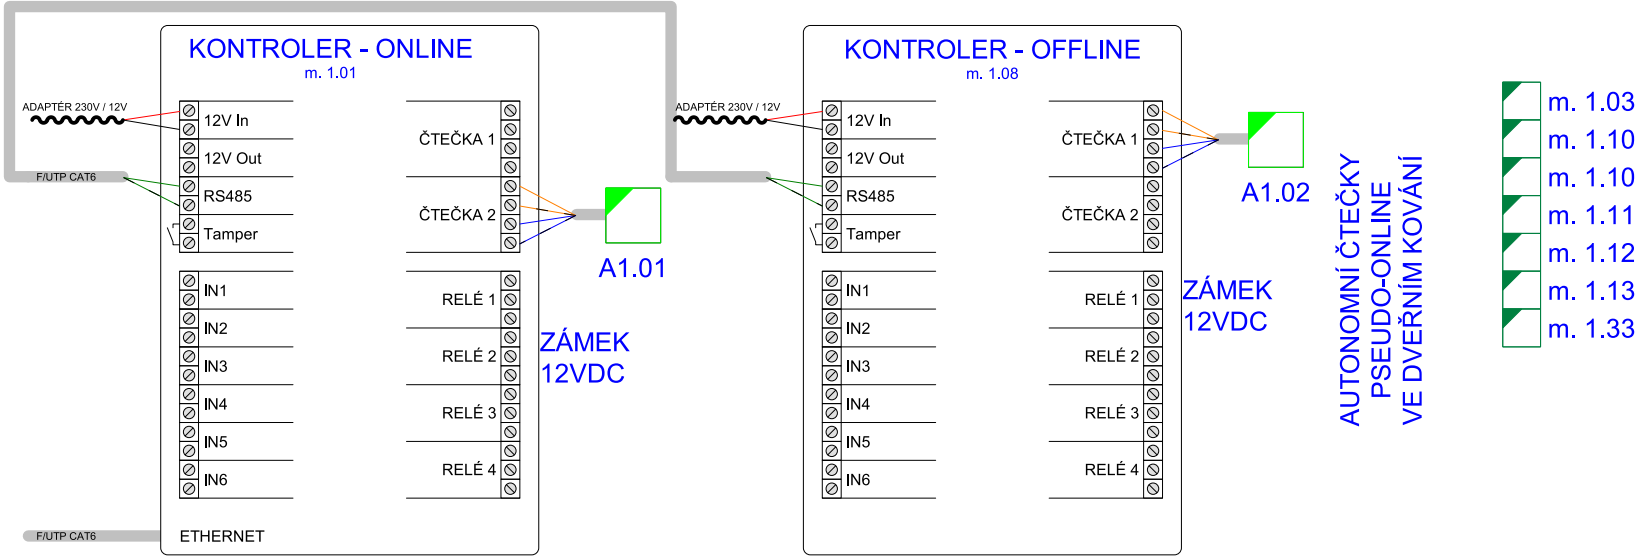 KONTROLER - ONLINE
m. 1.01
ADAPTÉR 230V / 12V
12V In
12V Out
F/UTP CAT6
RS485
Tamper
ČTEČKA 1
ČTEČKA 2
A1.01
IN1
IN2
IN3
IN4
IN5
IN6
RELÉ 1
RELÉ 2
RELÉ 3
RELÉ 4
ZÁMEK
12VDC
F/UTP CAT6
ETHERNET
KONTROLER - OFFLINE
m. 1.08
ADAPTÉR 230V / 12V
12V In
12V Out
RS485
Tamper
ČTEČKA 1
ČTEČKA 2
A1.02
IN1
IN2
IN3
IN4
IN5
IN6
RELÉ 1
RELÉ 2
RELÉ 3
RELÉ 4
ZÁMEK
12VDC
AUTONOMNÍ ČTEČKY
PSEUDO-ONLINE
VE DVEŘNÍM KOVÁNÍ
m. 1.03
m. 1.10
m. 1.10
m. 1.11
m. 1.12
m. 1.13
m. 1.33